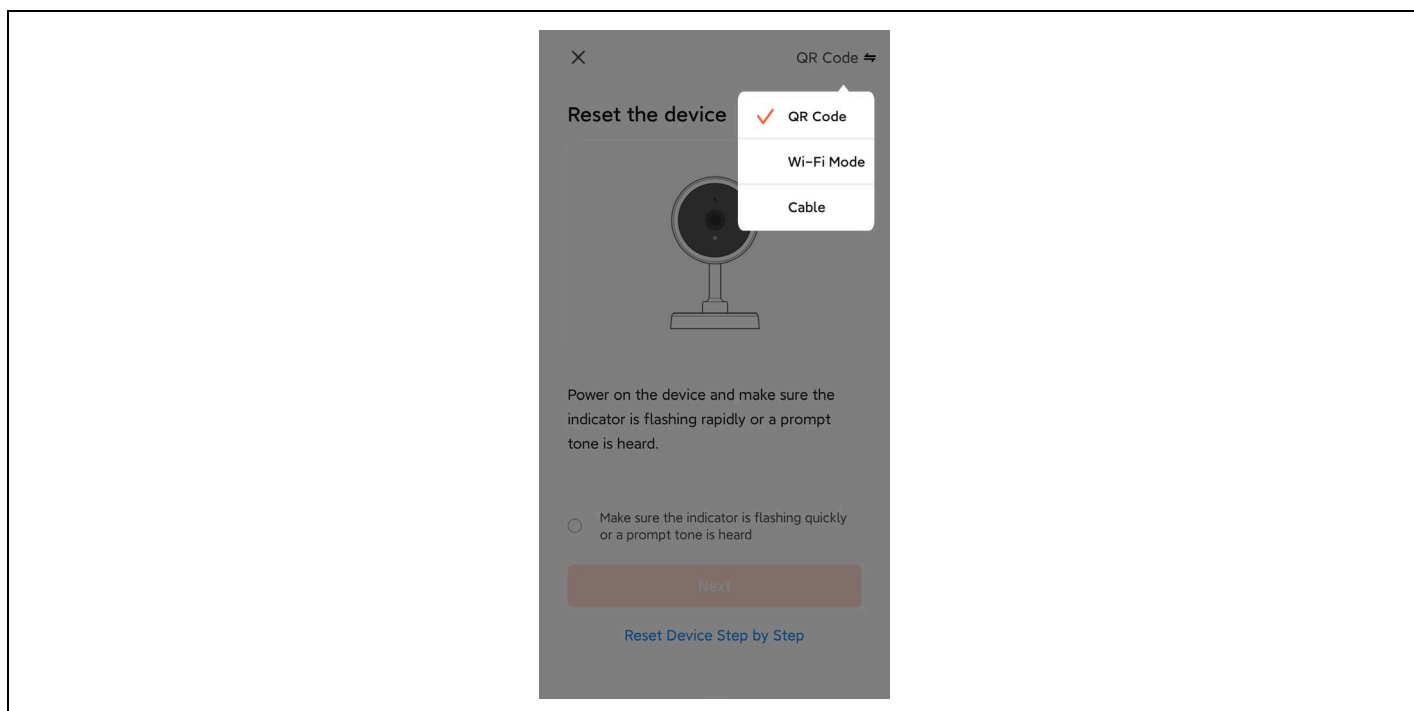 QR Code
Reset the device
QR Code
Wi-Fi Mode
Cable
Power on the device and make sure the
indicator is flashing rapidly or a prompt
tone is heard.
Make sure the indicator is flashing quickly
or a prompt tone is heard
Next
Reset Device Step by Step